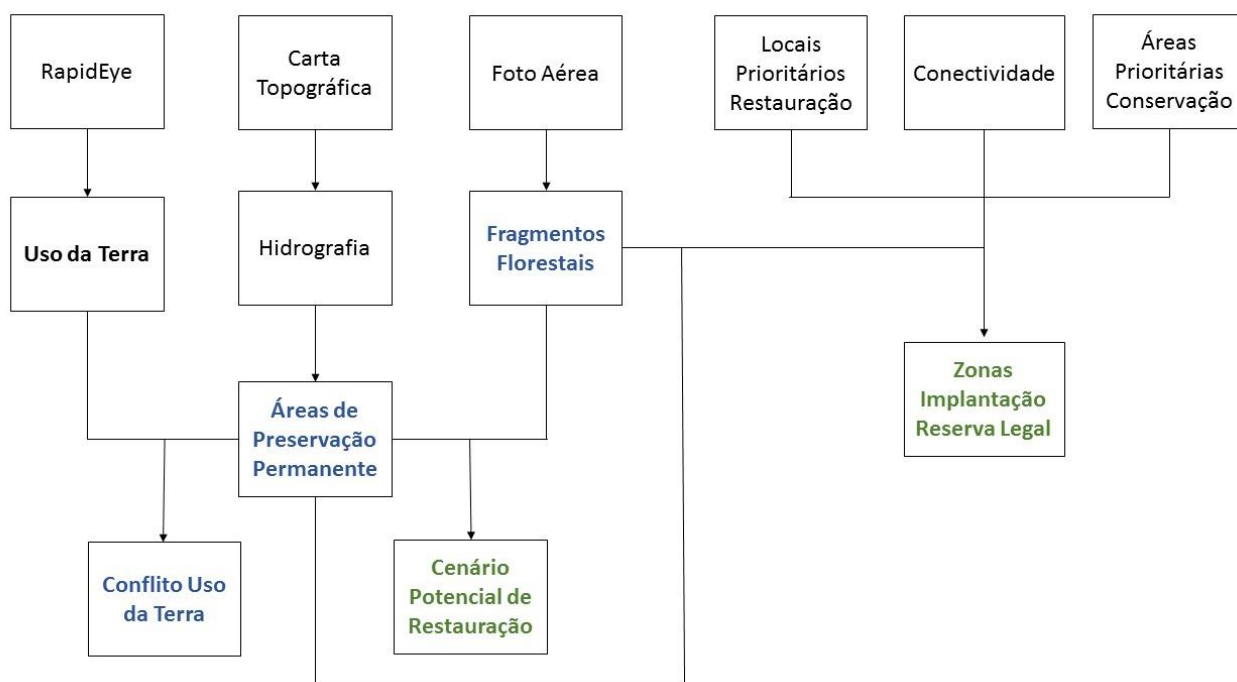 RapidEye
Carta
Topográfica
Foto Aérea
Locais
Prioritários
Restauração
Conectividade
Áreas
Prioritárias
Conservação
Uso da Terra
Hidrografia
Fragmentos
Florestais
Áreas de
Preservação
Permanente
Zonas
Implantação
Reserva Legal
Conflito Uso
da Terra
Cenário
Potencial de
Restauração